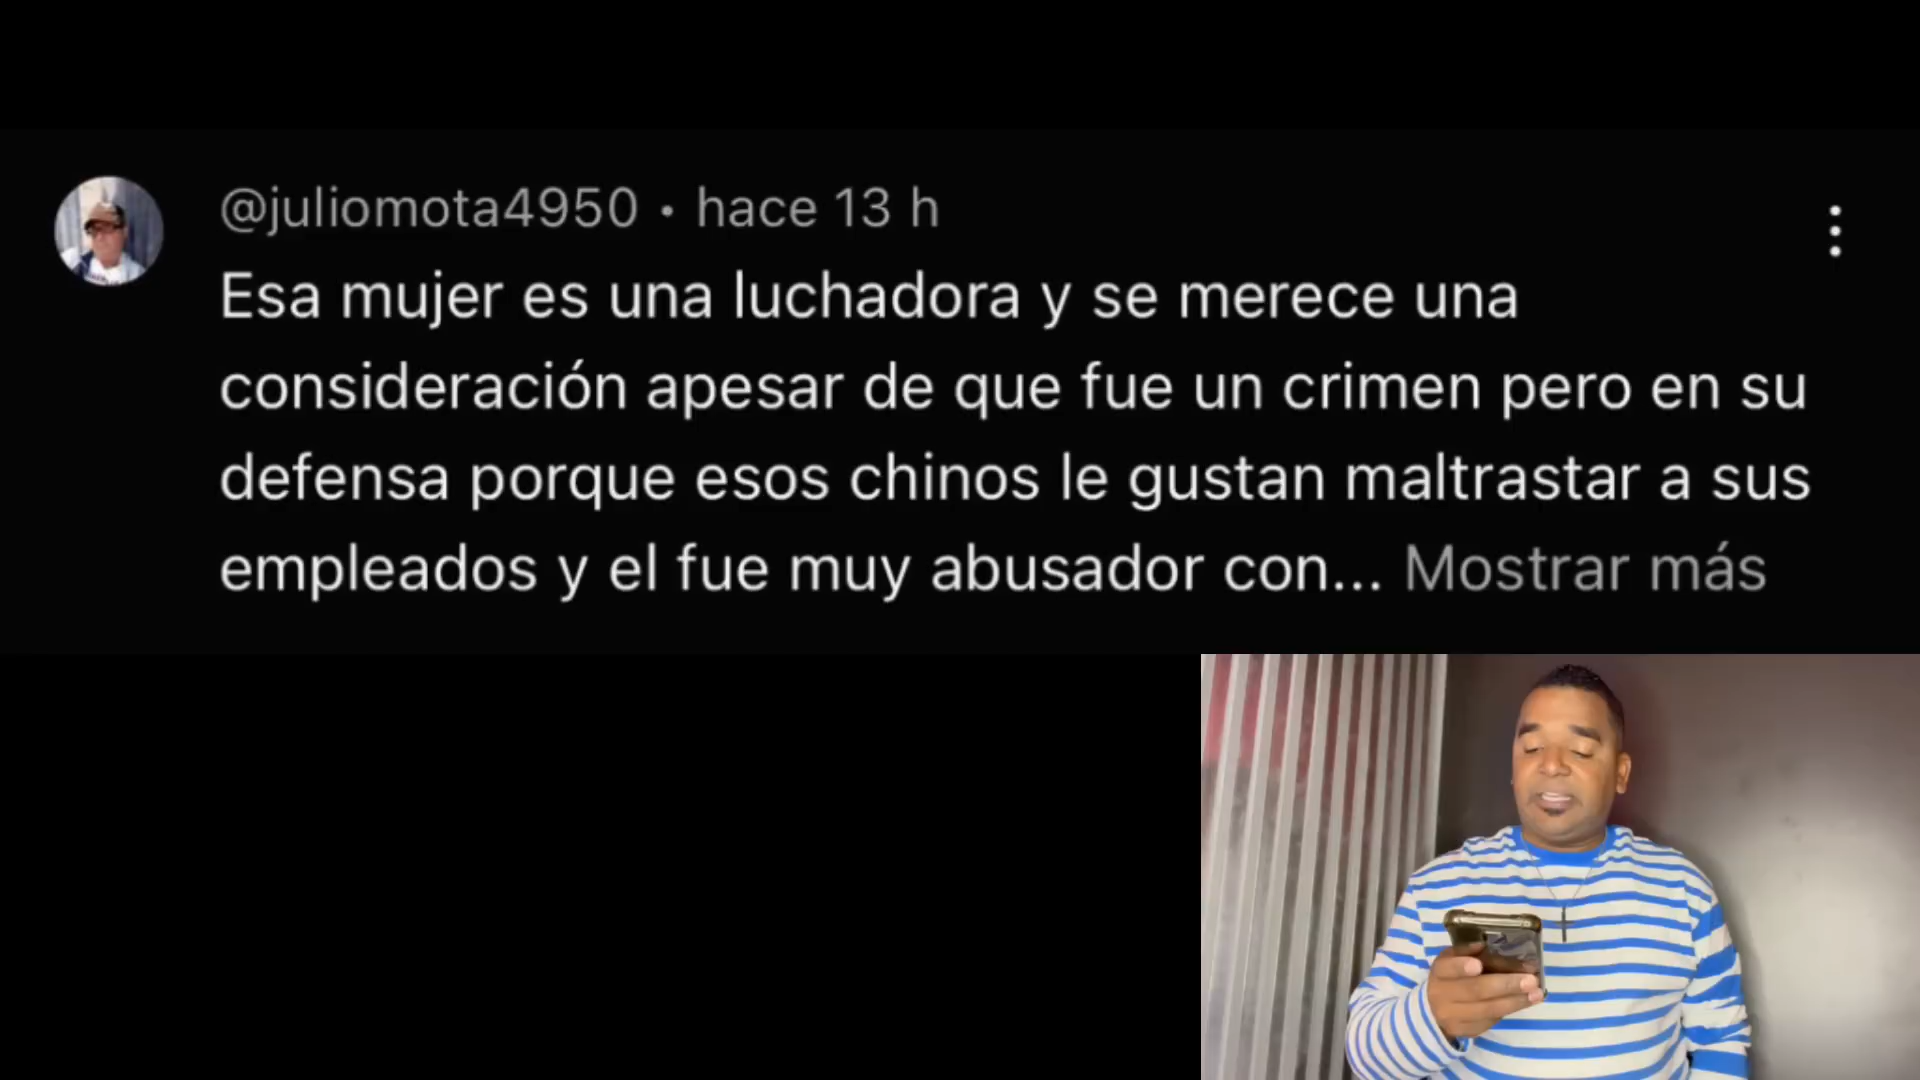 @juliomota4950 • hace 13 h
Esa mujer es una luchadora y se merece una
consideración apesar de que fue un crimen pero en su
defensa porque esos chinos le gustan maltrastar a sus
empleados y el fue muy abusador con... Mostrar más